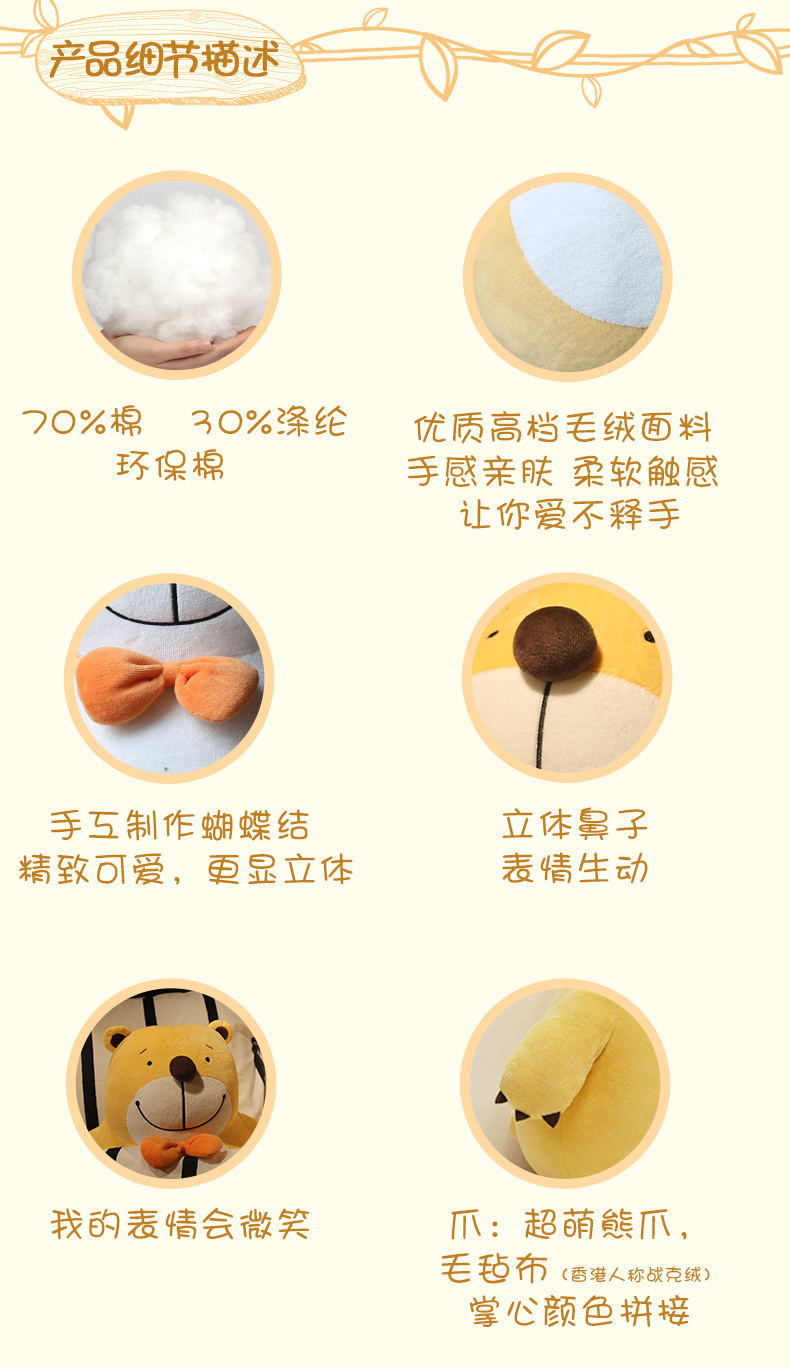 产品细节描述
70%棉 30%涤纶
环保棉
优质高档毛绒面料
手感亲肤 柔软触感
让你爱不释手
手工制作蝴蝶结
精致可爱，更显立体
立体鼻子
表情生动
我的表情会微笑
爪：超萌熊爪，
毛毡布（香港人称战克绒）
掌心颜色拼接